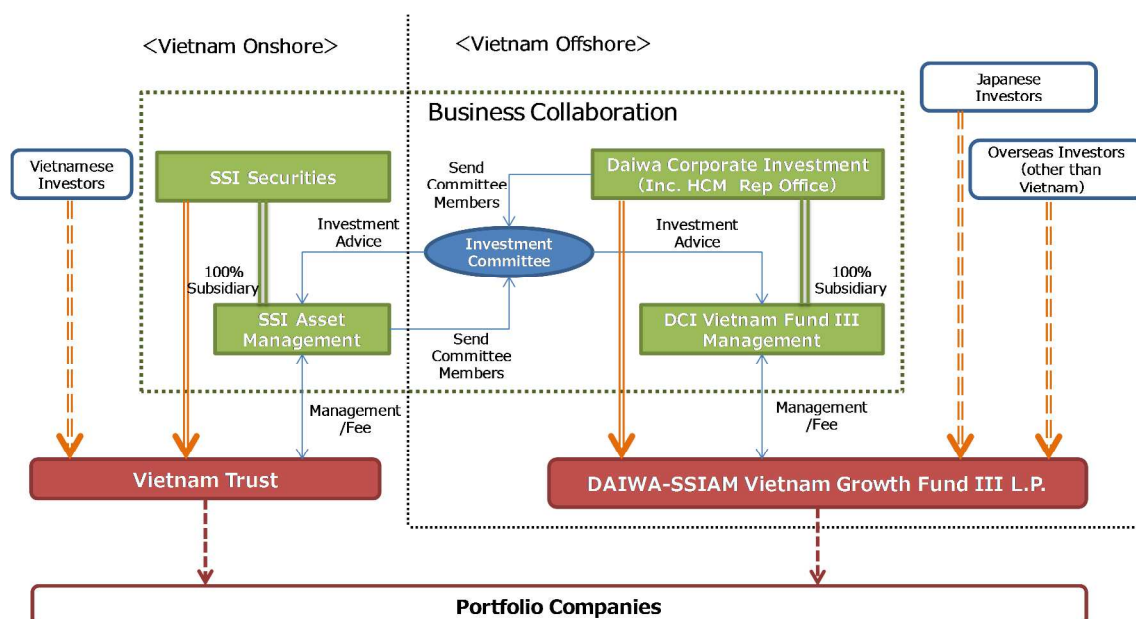 <Vietnam Onshore>
<Vietnam Offshore>
Japanese
Investors
Business Collaboration
Vietnamese
Investors
SSI Securities
Send
Committee
Members
Daiwa Corporate Investment
(Inc. HCM Rep Office)
Overseas Investors
(other than
Vietnam)
Investment
Advice
Investment
Committee
Investment
Advice
100%
Subsidiary
100%
Subsidiary
SSI Asset
Management
Send
Committee
Members
DCI Vietnam Fund III
Management
Management
/Fee
Management
/Fee
Vietnam Trust
DAIWA-SSIAM Vietnam Growth Fund III L.P.
Portfolio Companies